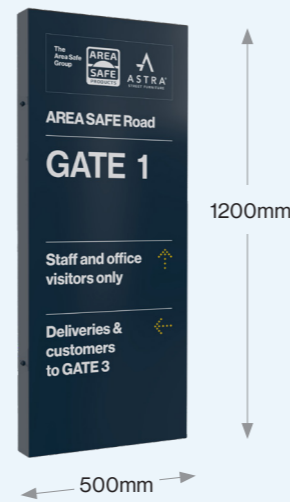 The
Area Safe
Group
AREA
SAFE
PRODUCTS
ASTRA
STREET FURNITURE
AREA SAFE Road
GATE 1
Staff and office
visitors only
Deliveries &
customers
to GATE 3
1200mm
500mm